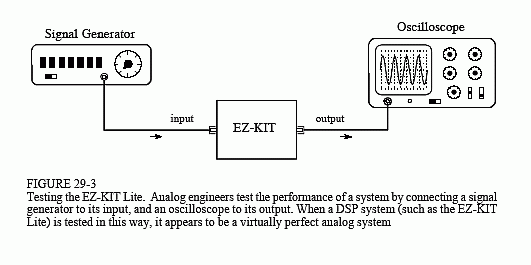 Signal Generator
Oscilloscope
input
EZ-KIT
output
FIGURE 29-3
Testing the EZ-KIT Lite. Analog engineers test the performance of a system by connecting a signal
generator to its input, and an oscilloscope to its output. When a DSP system (such as the EZ-KIT
Lite) is tested in this way, it appears to be a virtually perfect analog system